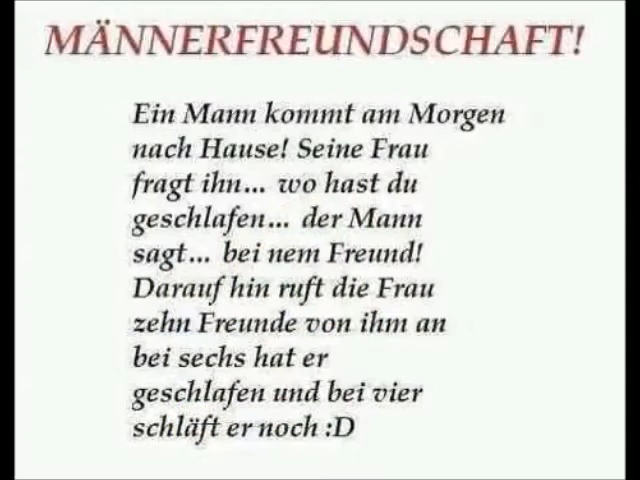 MÄNNERFREUNDSCHAFT!
Ein Mann kommt am Morgen
nach Hause! Seine Frau
fragt ihn... wo hast du
geschlafen... der Mann
sagt... bei nem Freund!
Darauf hin ruft die Frau
zehn Freunde von ihm an
bei sechs hat er
geschlafen und bei vier
schläft er noch :D